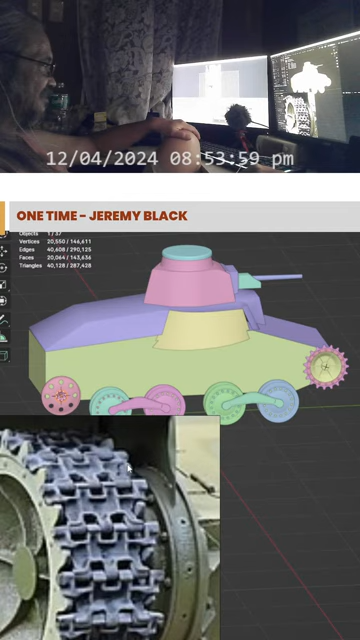 12/04/2024 08:53:59 pm
ONE TIME - JEREMY BLACK
Objects 1 / 37
Vertices 20,550 / 146,611
Edges 40,608 / 290,125
Faces 20,064 / 143,636
Triangles 40,128 / 287,428